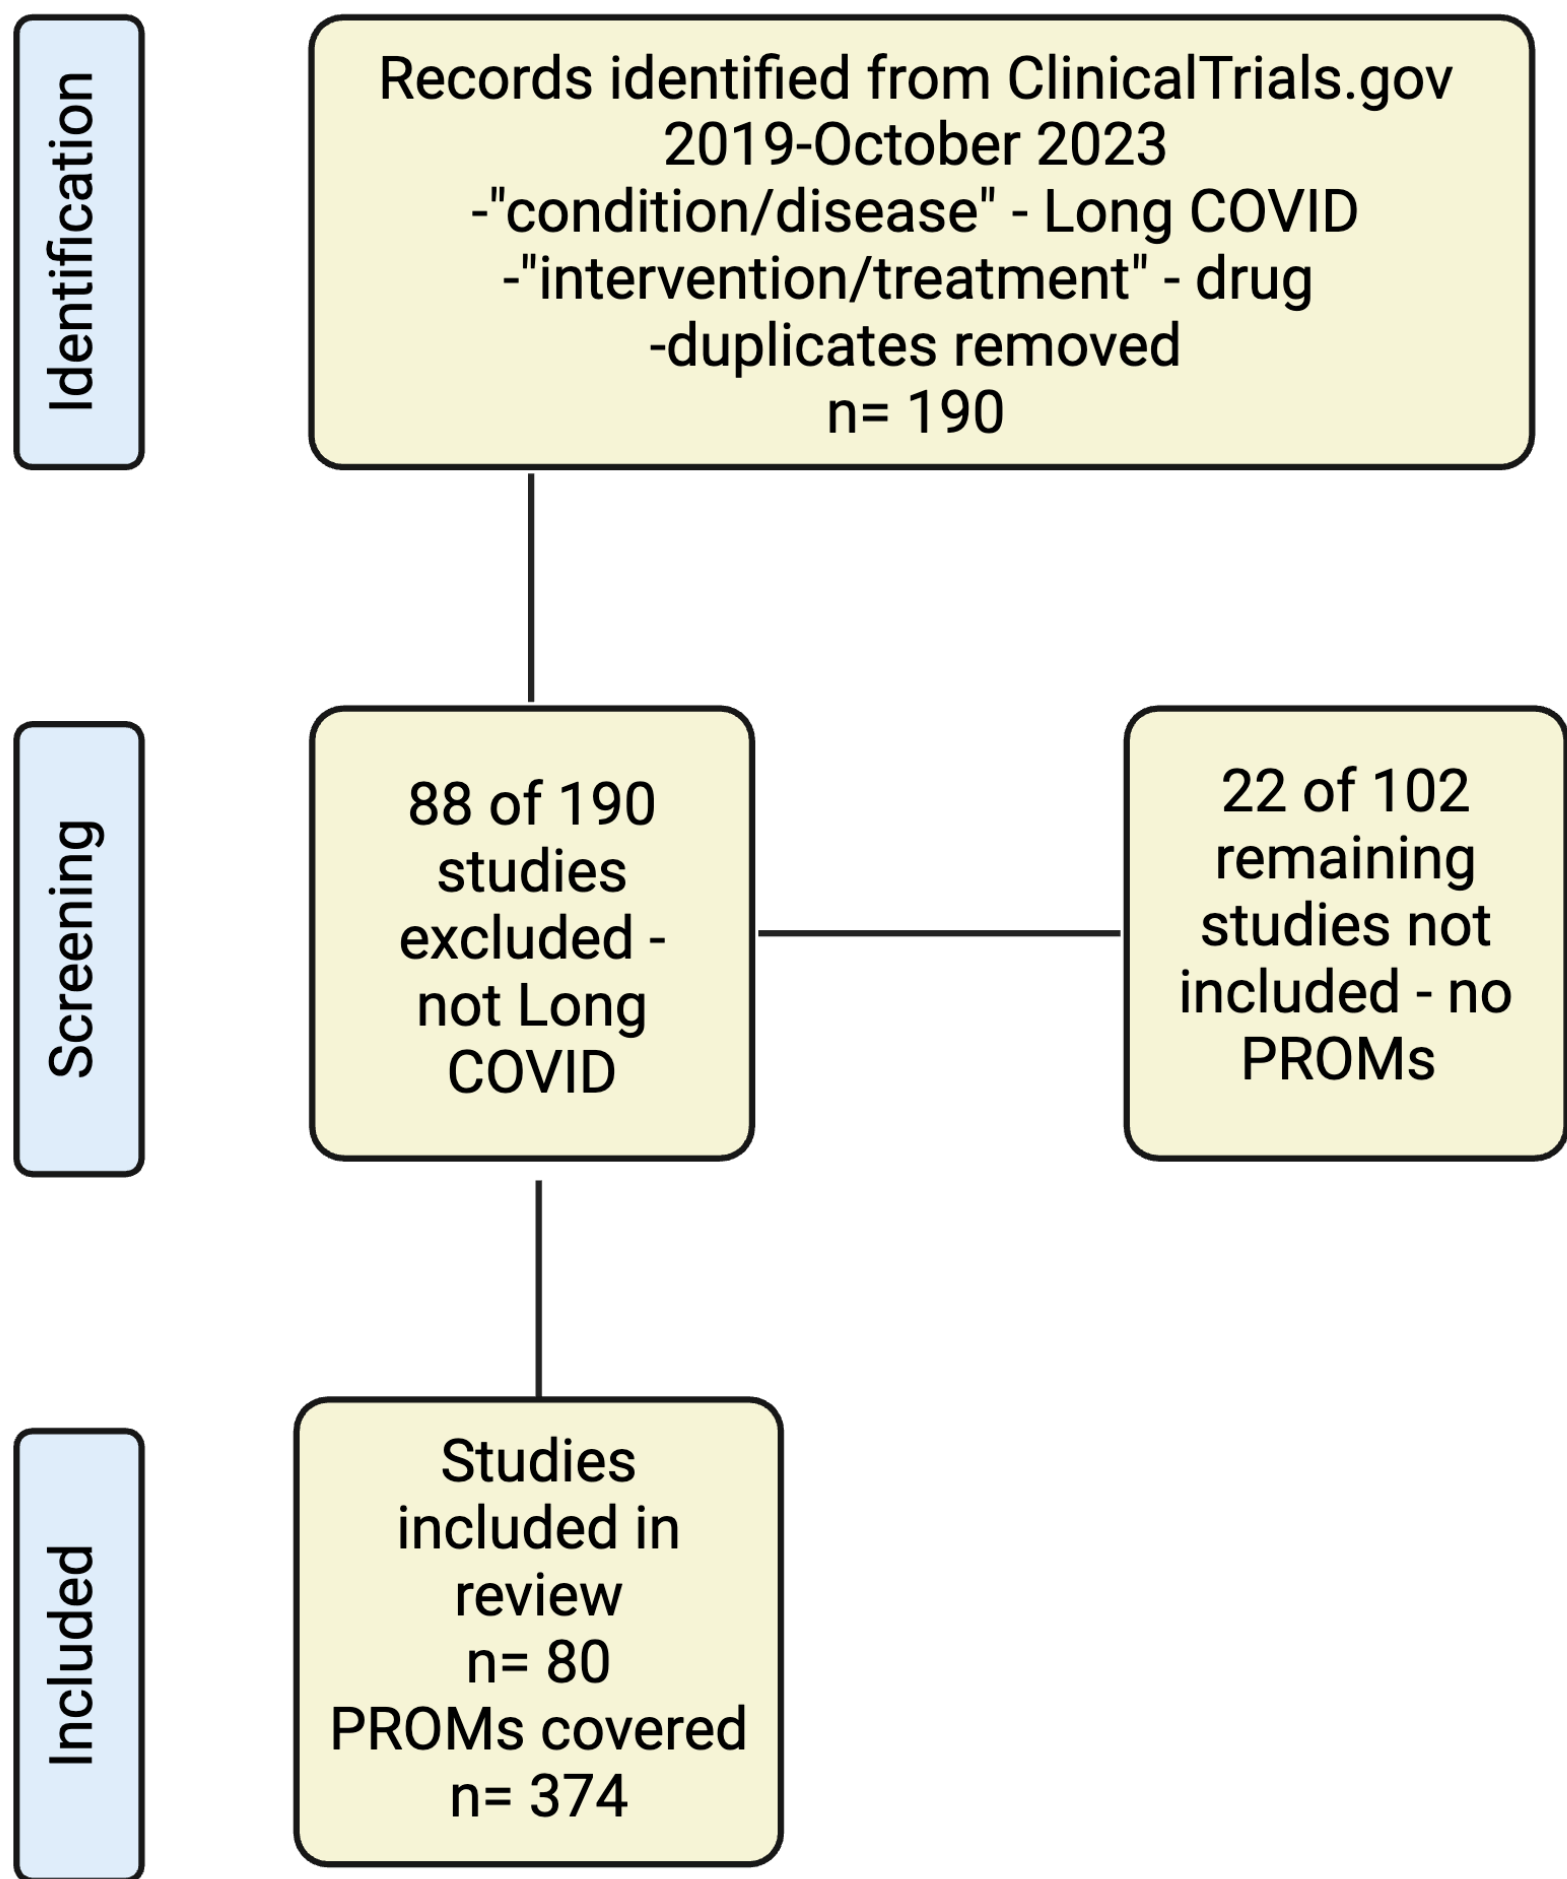 Identification
Records identified from ClinicalTrials.gov
2019-October 2023
-"condition/disease" - Long COVID
-"intervention/treatment" - drug
-duplicates removed
n= 190
Screening
88 of 190
studies
excluded -
not Long
COVID
22 of 102
remaining
studies not
included - no
PROMs
Included
Studies
included in
review
n= 80
PROMs covered
n= 374